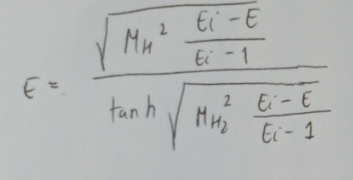 E = √(M_H² (Ei - E)/(Ei - 1)) / tanh √(M_H₂² (Ei - E)/(Ei - 1))